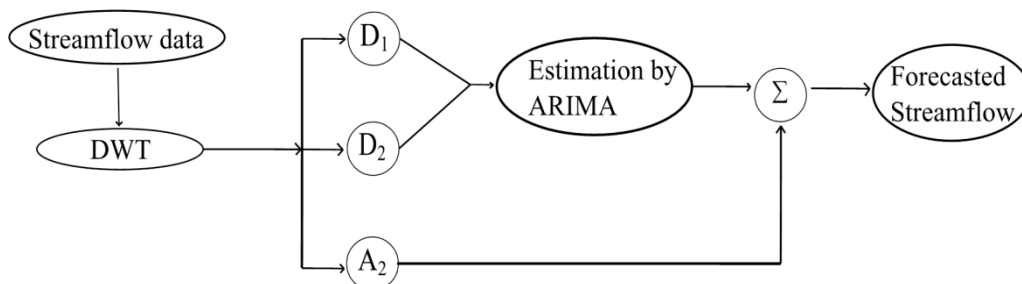 Streamflow data
DWT
D₁
D₂
A₂
Estimation by
ARIMA
Σ
Forecasted
Streamflow